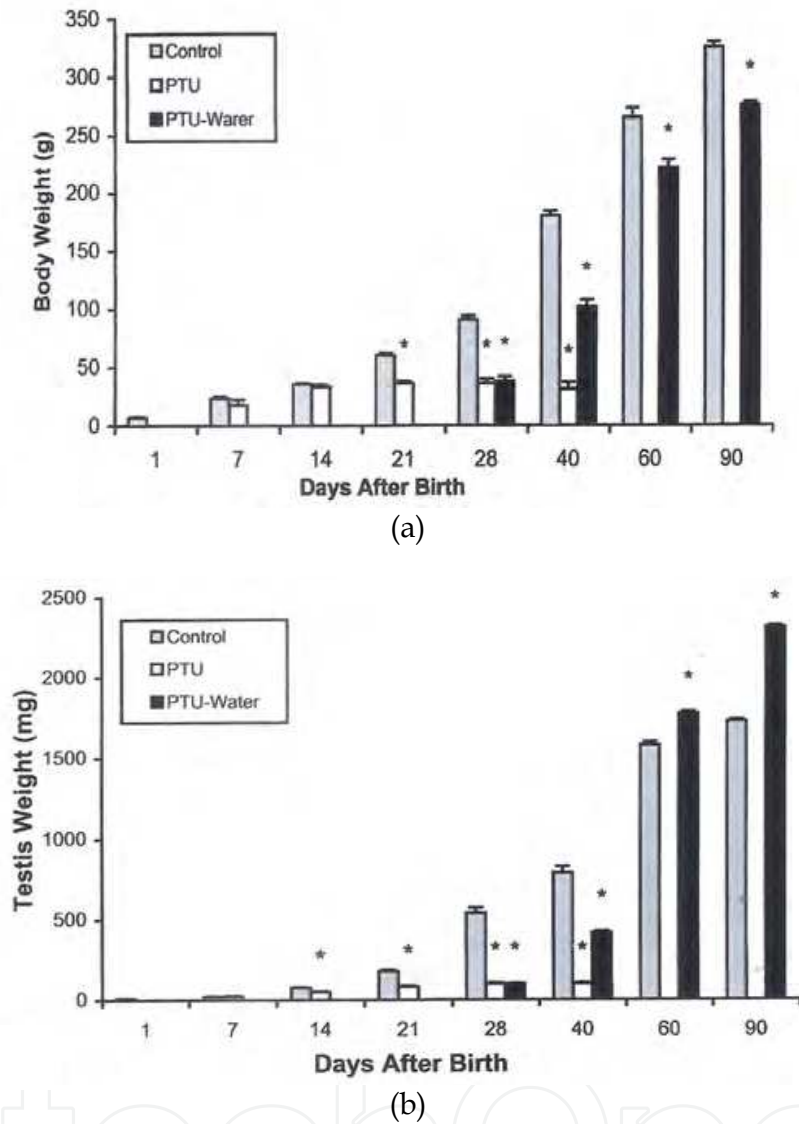 350
300
250
200
150
100
50
0
Body Weight (g)
Control
PTU
PTU-Warer
*
* *
*
*
*
*
1 7 14 21 28 40 60 90
Days After Birth
(a)
2500
2000
1500
1000
500
0
Testis Weight (mg)
Control
PTU
PTU-Water
*
*
* *
*
*
*
*
1 7 14 21 28 40 60 90
Days After Birth
(b)